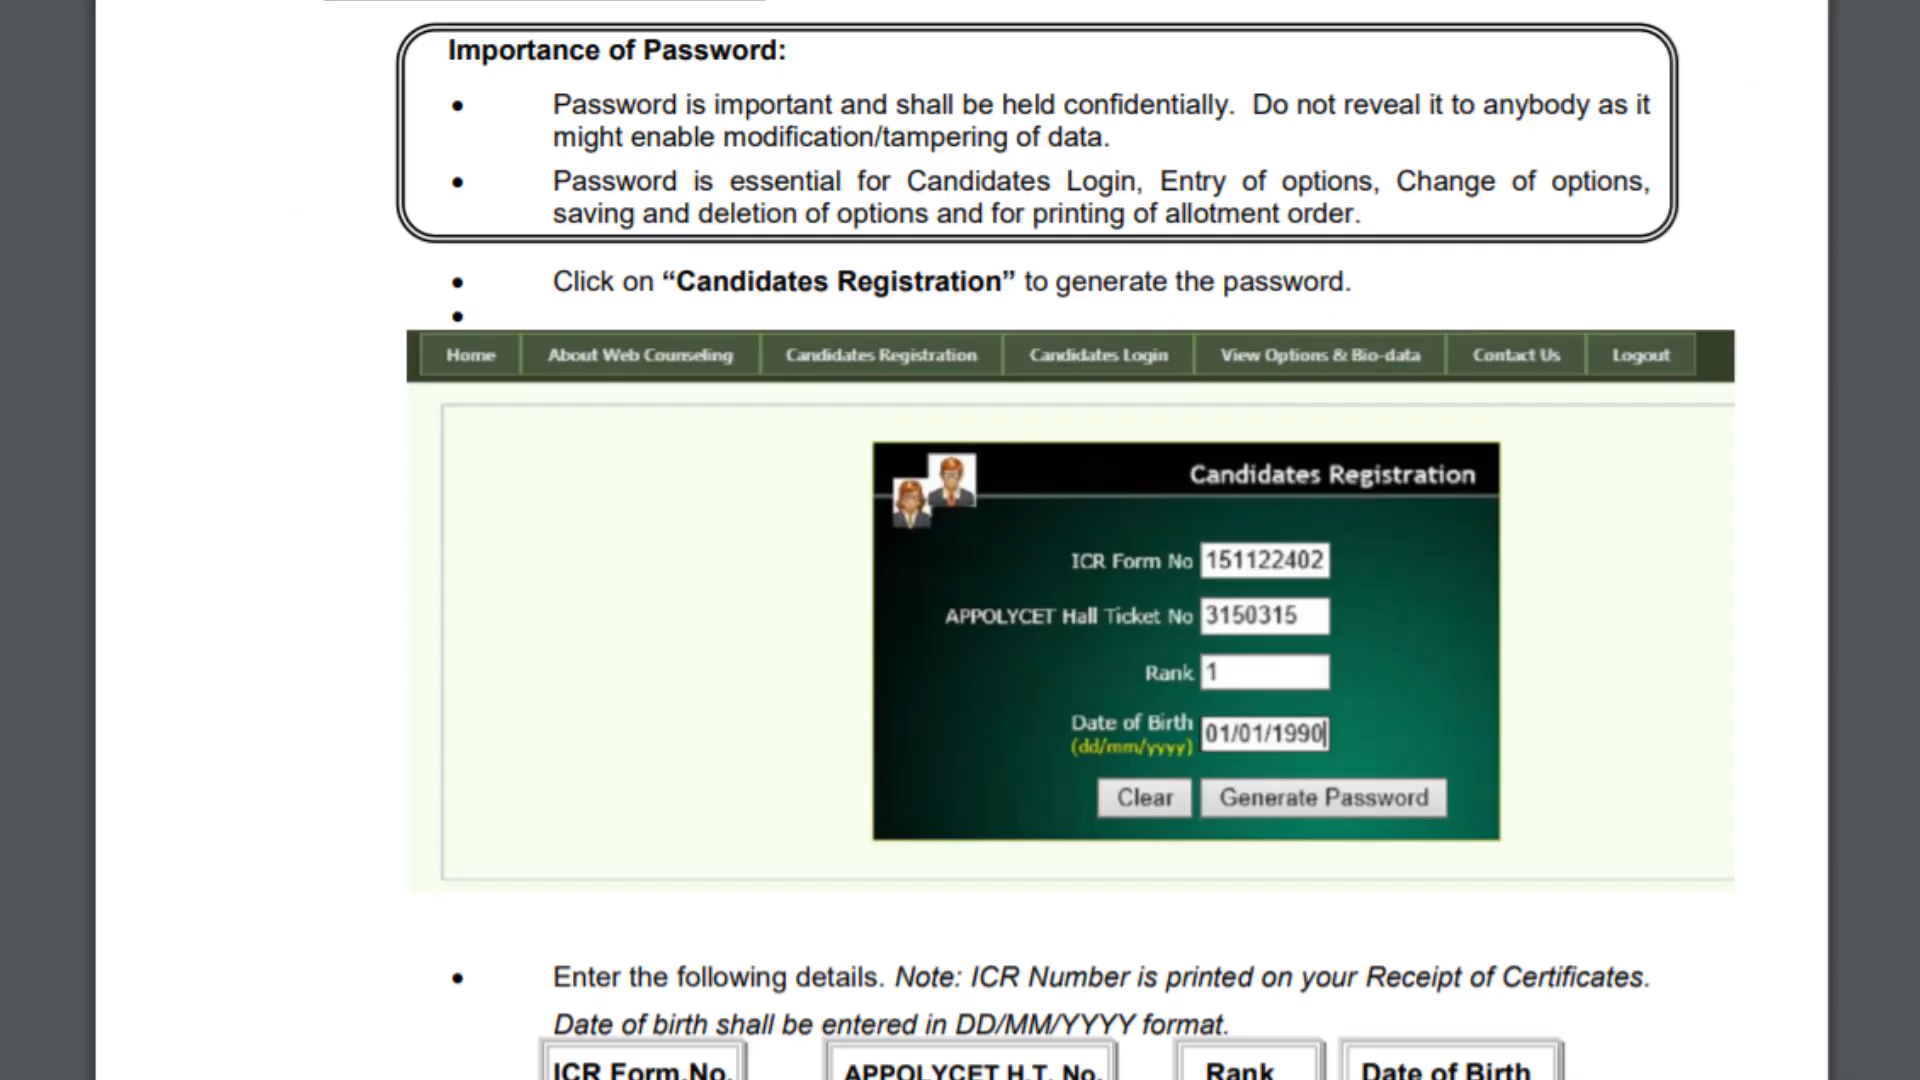 Importance of Password:
• Password is important and shall be held confidentially. Do not reveal it to anybody as it
might enable modification/tampering of data.
• Password is essential for Candidates Login, Entry of options, Change of options,
saving and deletion of options and for printing of allotment order.
• Click on “Candidates Registration” to generate the password.
•
Home About Web Counseling Candidates Registration Candidates Login View Options & Bio-data Contact Us Logout
Candidates Registration
ICR Form No 151122402
APPOLYCET Hall Ticket No 3150315
Rank 1
Date of Birth 01/01/1990
(dd/mm/yyyy)
Clear Generate Password
• Enter the following details. Note: ICR Number is printed on your Receipt of Certificates.
Date of birth shall be entered in DD/MM/YYYY format.
ICR Form.No. APPOLYCET H.T. No. Rank Date of Birth